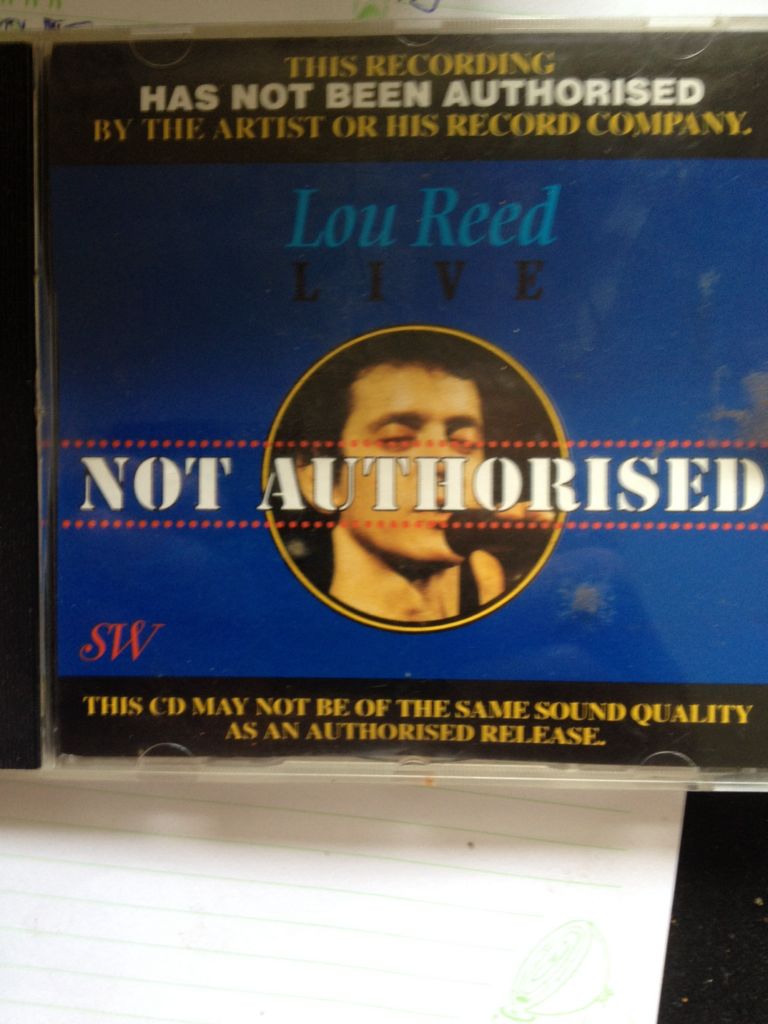 THIS RECORDING
HAS NOT BEEN AUTHORISED
BY THE ARTIST OR HIS RECORD COMPANY.
Lou Reed
LIVE
NOT AUTHORISED
SW
THIS CD MAY NOT BE OF THE SAME SOUND QUALITY
AS AN AUTHORISED RELEASE.